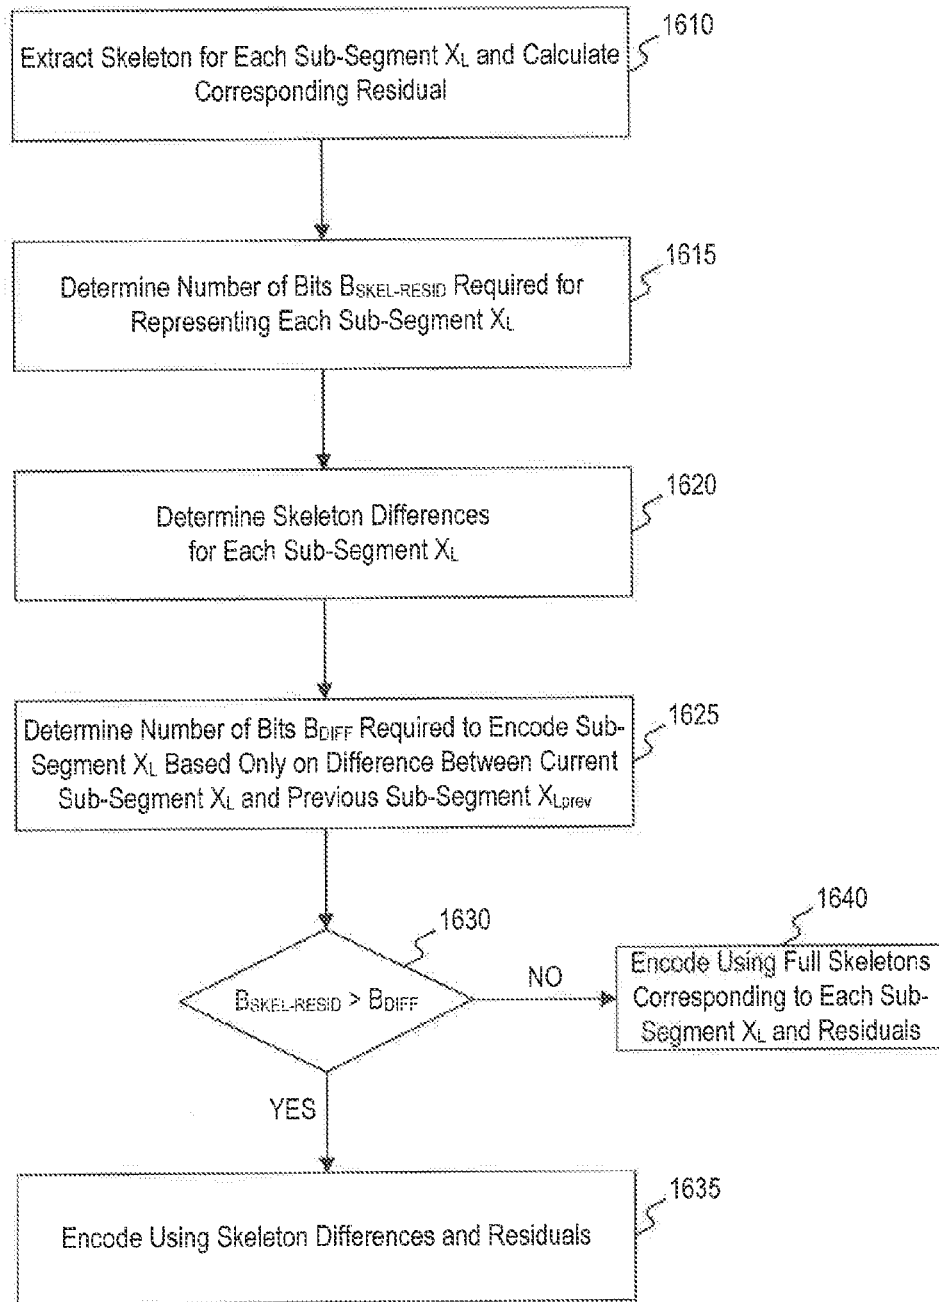 1610
Extract Skeleton for Each Sub-Segment XL and Calculate
Corresponding Residual
1615
Determine Number of Bits BSKEL-RESID Required for
Representing Each Sub-Segment XL
1620
Determine Skeleton Differences
for Each Sub-Segment XL
1625
Determine Number of Bits BDIFF Required to Encode Sub-
Segment XL Based Only on Difference Between Current
Sub-Segment XL and Previous Sub-Segment XLprev
1630
BSKEL-RESID > BDIFF
NO
1640
Encode Using Full Skeletons
Corresponding to Each Sub-
Segment XL and Residuals
YES
1635
Encode Using Skeleton Differences and Residuals